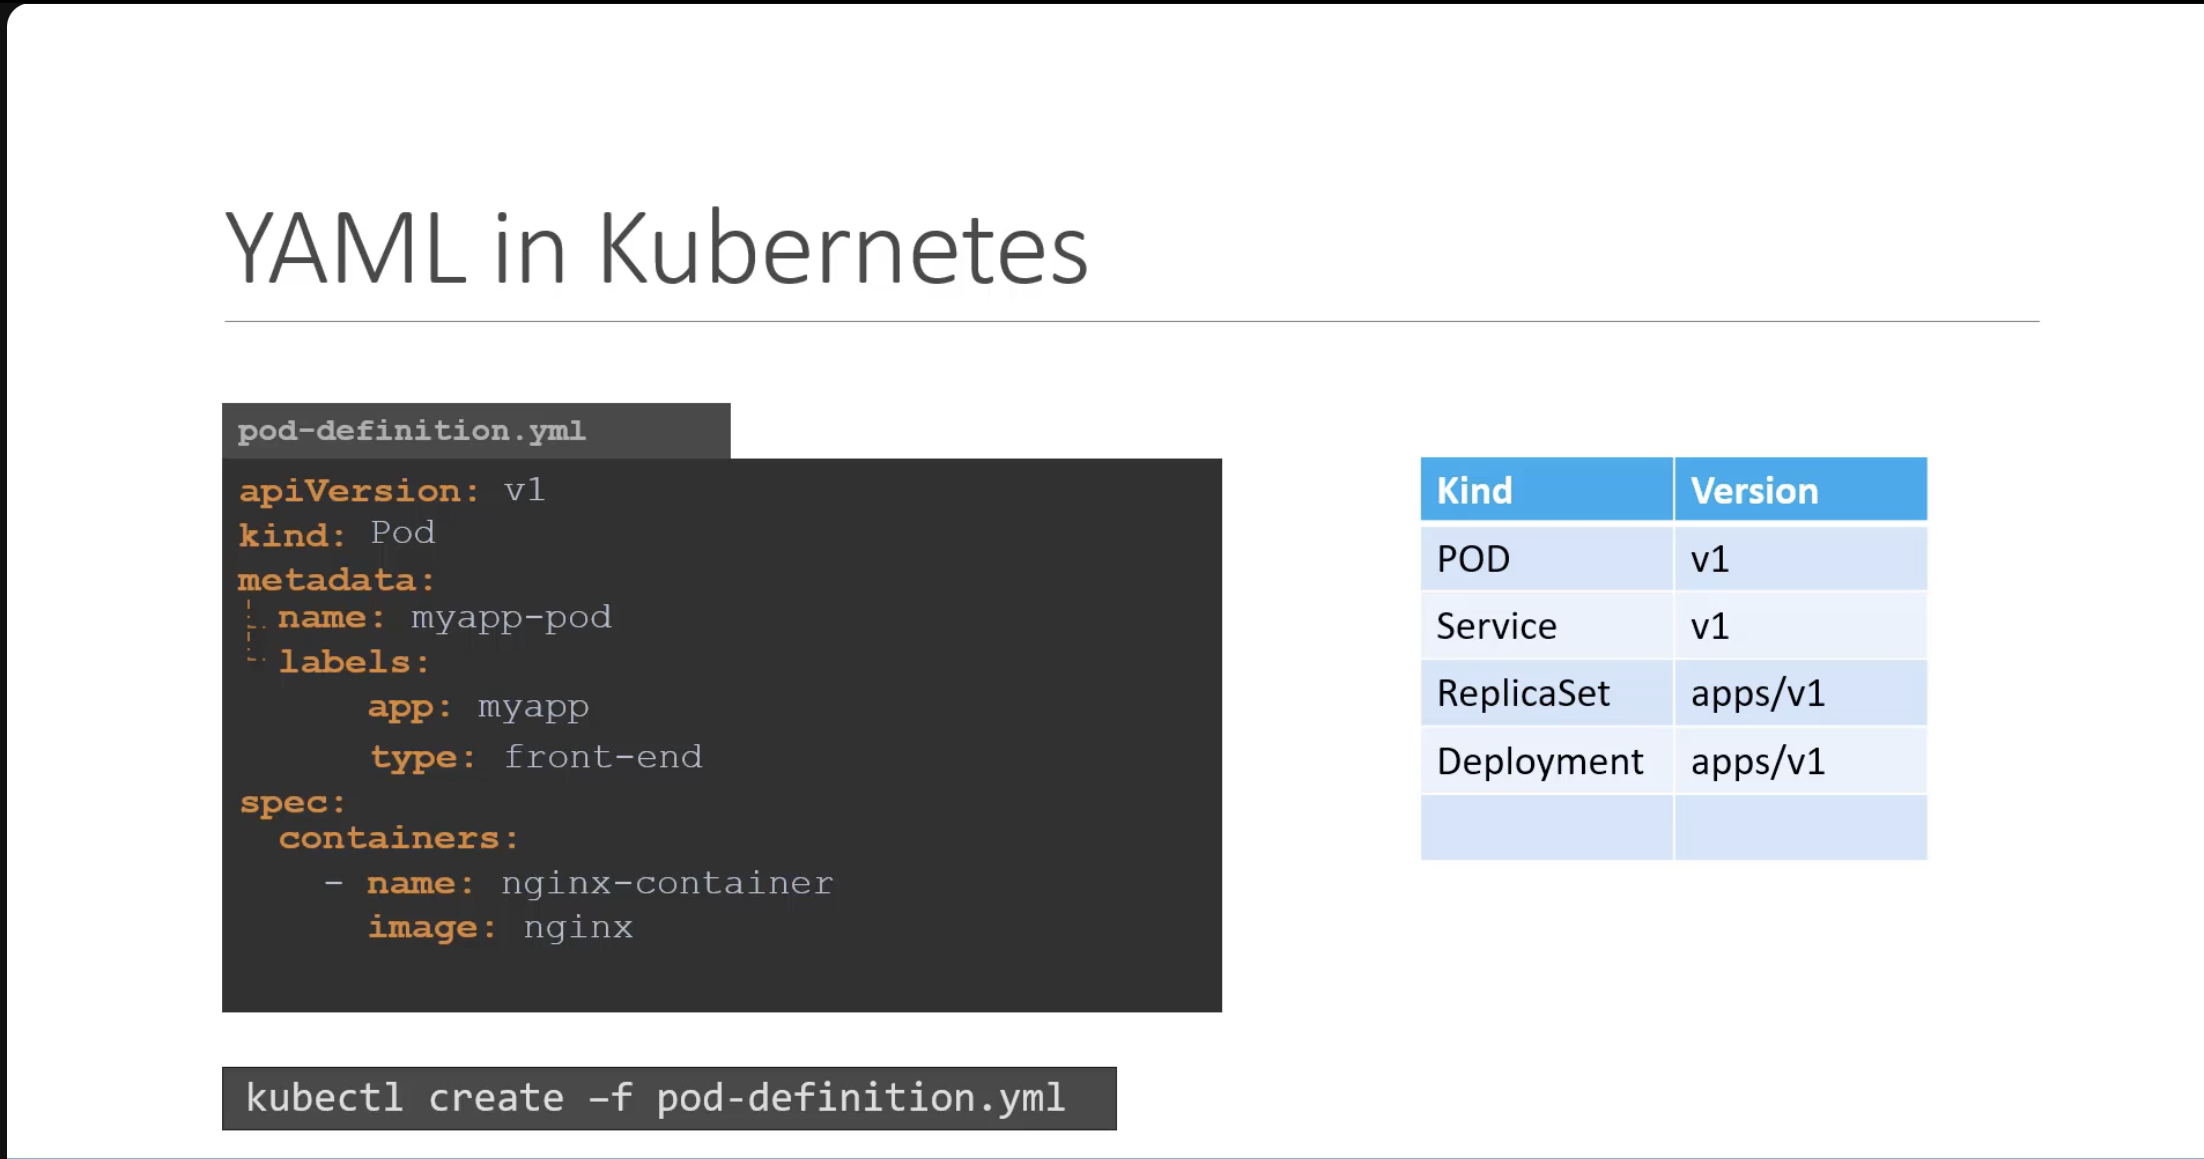 YAML in Kubernetes
pod-definition.yml
apiVersion: v1
kind: Pod
metadata:
name: myapp-pod
labels:
app: myapp
type: front-end
spec:
containers:
- name: nginx-container
image: nginx
Kind Version
POD v1
Service v1
ReplicaSet apps/v1
Deployment apps/v1
kubectl create –f pod-definition.yml